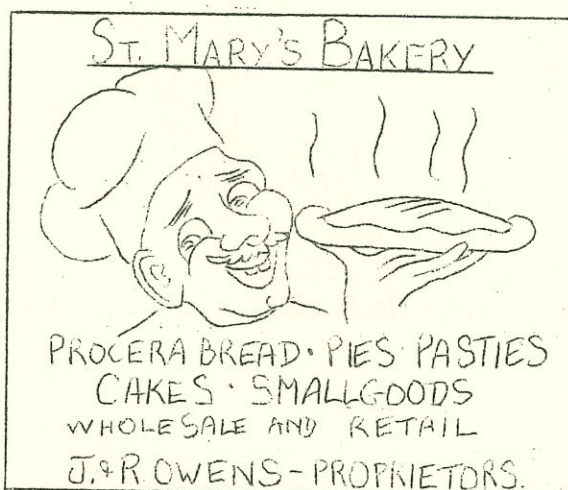 ST. MARY'S BAKERY
PROCERA BREAD · PIES · PASTIES
CAKES · SMALLGOODS
WHOLESALE AND RETAIL
J. & R. OWENS - PROPRIETORS.